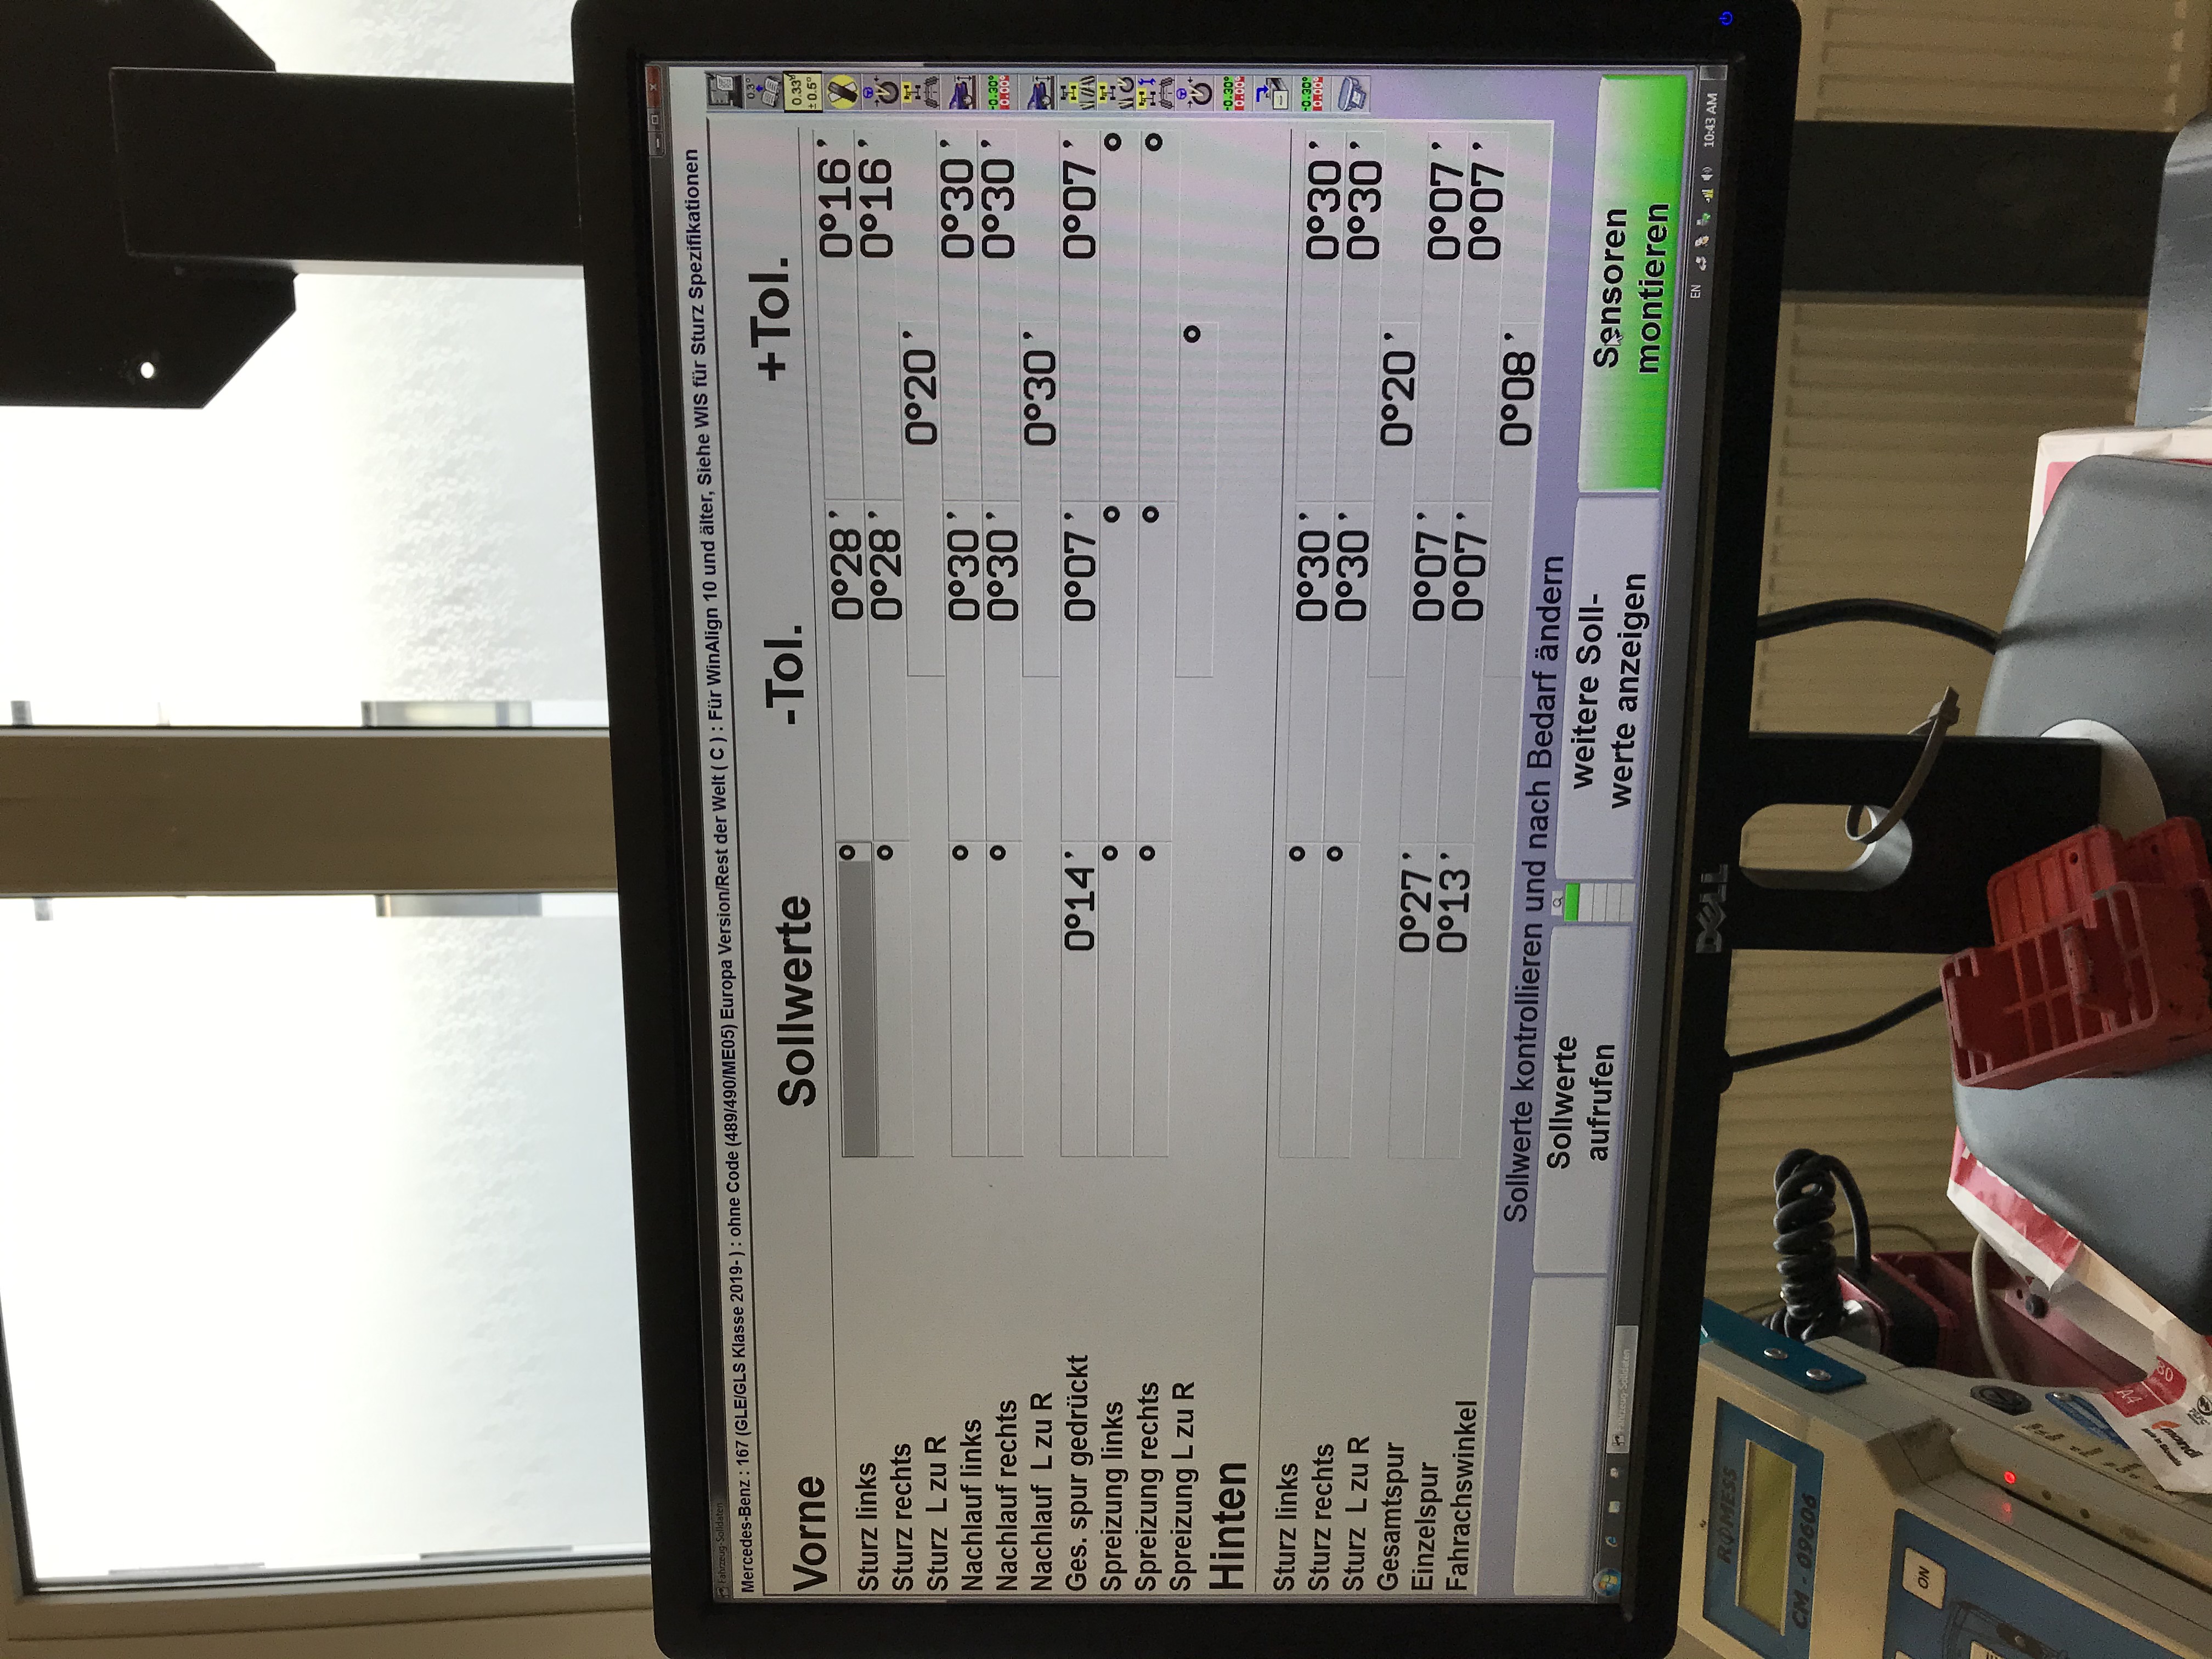 Fahrzeug-Solldaten
Mercedes-Benz : 167 (GLE/GLS Klasse 2019- ) : ohne Code (489/490/ME05) Europa Version/Rest der Welt ( C ) : Für WinAlign 10 und älter, Siehe WIS für Sturz Spezifikationen
Vorne Sollwerte -Tol. +Tol.
Sturz links ° 0°28' 0°16'
Sturz rechts ° 0°28' 0°16'
Sturz L zu R 0°20'
Nachlauf links ° 0°30' 0°30'
Nachlauf rechts ° 0°30' 0°30'
Nachlauf L zu R 0°30'
Ges. spur gedrückt 0°14' 0°07' 0°07'
Spreizung links ° ° °
Spreizung rechts ° ° °
Spreizung L zu R °
Hinten
Sturz links ° 0°30' 0°30'
Sturz rechts ° 0°30' 0°30'
Sturz L zu R 0°20'
Gesamtspur 0°27' 0°07' 0°07'
Einzelspur 0°13' 0°07' 0°07'
Fahrachswinkel 0°08'
Sollwerte kontrollieren und nach Bedarf ändern
Sollwerte
aufrufen
weitere Soll-
werte anzeigen
Sensoren
montieren
Fahrzeug-Solldaten
EN 10:43 AM
0.3°
0.33°
±0.5°
-0.30°
0.00°
-0.30°
0.00°
-0.30°
0.00°
DELL
ROMESS
CM - 09606
ON
A4
80
mondi